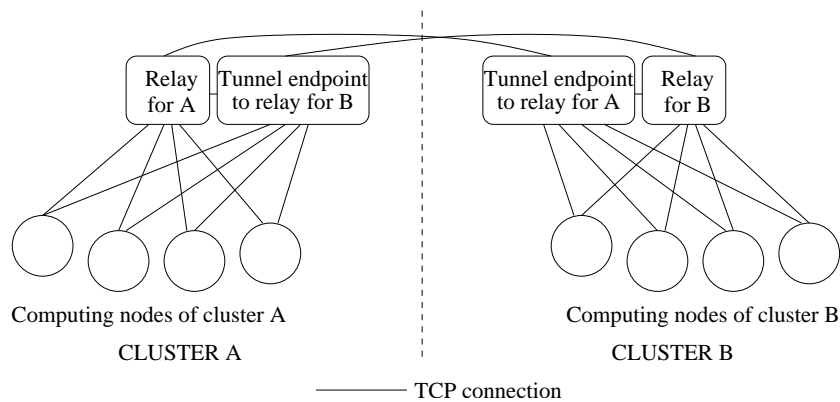 Relay
for A
Tunnel endpoint
to relay for B
Tunnel endpoint
to relay for A
Relay
for B
Computing nodes of cluster A
Computing nodes of cluster B
CLUSTER A
CLUSTER B
TCP connection